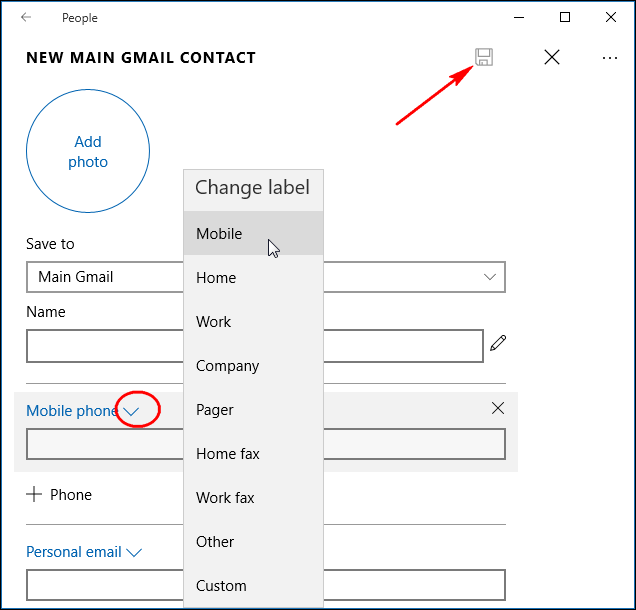 People
NEW MAIN GMAIL CONTACT
Add
photo
Change label
Mobile
Home
Work
Company
Pager
Home fax
Work fax
Other
Custom
Save to
Main Gmail
Name
Mobile phone
Phone
Personal email